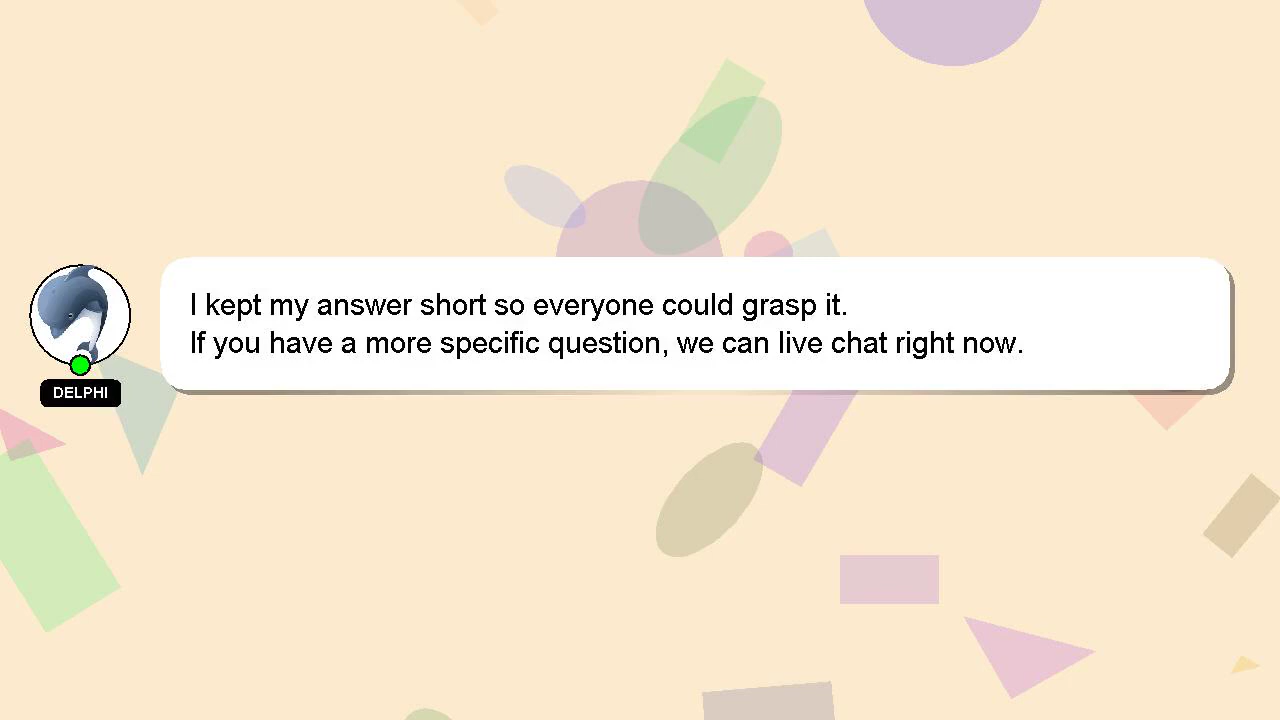 I kept my answer short so everyone could grasp it.
If you have a more specific question, we can live chat right now.
DELPHI